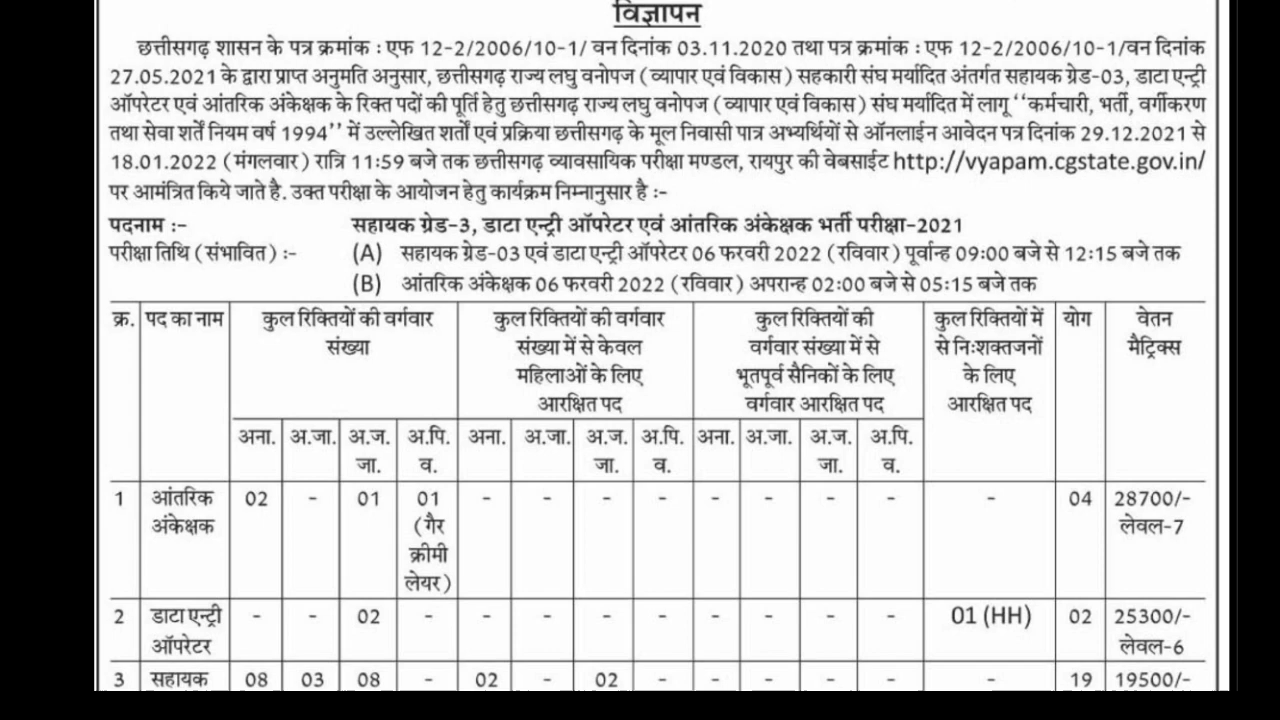 विज्ञापन
छत्तीसगढ़ शासन के पत्र क्रमांक : एफ 12-2/2006/10-1/ वन दिनांक 03.11.2020 तथा पत्र क्रमांक : एफ 12-2/2006/10-1/वन दिनांक
27.05.2021 के द्वारा प्राप्त अनुमति अनुसार, छत्तीसगढ़ राज्य लघु वनोपज (व्यापार एवं विकास) सहकारी संघ मर्यादित अंतर्गत सहायक ग्रेड-03, डाटा एन्ट्री
ऑपरेटर एवं आंतरिक अंकेक्षक के रिक्त पदों की पूर्ति हेतु छत्तीसगढ़ राज्य लघु वनोपज (व्यापार एवं विकास) संघ मर्यादित में लागू ‘‘कर्मचारी, भर्ती, वर्गीकरण
तथा सेवा शर्तें नियम वर्ष 1994’’ में उल्लेखित शर्तों एवं प्रक्रिया छत्तीसगढ़ के मूल निवासी पात्र अभ्यर्थियों से ऑनलाईन आवेदन पत्र दिनांक 29.12.2021 से
18.01.2022 (मंगलवार) रात्रि 11:59 बजे तक छत्तीसगढ़ व्यावसायिक परीक्षा मण्डल, रायपुर की वेबसाईट http://vyapam.cgstate.gov.in/
पर आमंत्रित किये जाते है. उक्त परीक्षा के आयोजन हेतु कार्यक्रम निम्नानुसार है :-
पदनाम :- सहायक ग्रेड-3, डाटा एन्ट्री ऑपरेटर एवं आंतरिक अंकेक्षक भर्ती परीक्षा-2021
परीक्षा तिथि (संभावित) :- (A) सहायक ग्रेड-03 एवं डाटा एन्ट्री ऑपरेटर 06 फरवरी 2022 (रविवार) पूर्वान्ह 09:00 बजे से 12:15 बजे तक
(B) आंतरिक अंकेक्षक 06 फरवरी 2022 (रविवार) अपरान्ह 02:00 बजे से 05:15 बजे तक
क्र. पद का नाम कुल रिक्तियों की वर्गवार कुल रिक्तियों की वर्गवार कुल रिक्तियों की कुल रिक्तियों में योग वेतन
संख्या संख्या में से केवल वर्गवार संख्या में से से निःशक्तजनों मैट्रिक्स
महिलाओं के लिए भूतपूर्व सैनिकों के लिए के लिए
आरक्षित पद वर्गवार आरक्षित पद आरक्षित पद
अना. अ.जा. अ.ज. अ.पि. अना. अ.जा. अ.ज. अ.पि. अना. अ.जा. अ.ज. अ.पि.
जा. व. जा. व. जा. व.
1 आंतरिक 02 - 01 01 - - - - - - - - - 04 28700/-
अंकेक्षक (गैर लेवल-7
क्रीमी
लेयर)
2 डाटा एन्ट्री - - 02 - - - - - - - - - 01 (HH) 02 25300/-
ऑपरेटर लेवल-6
3 सहायक 08 03 08 - 02 - 02 - - - - - - 19 19500/-